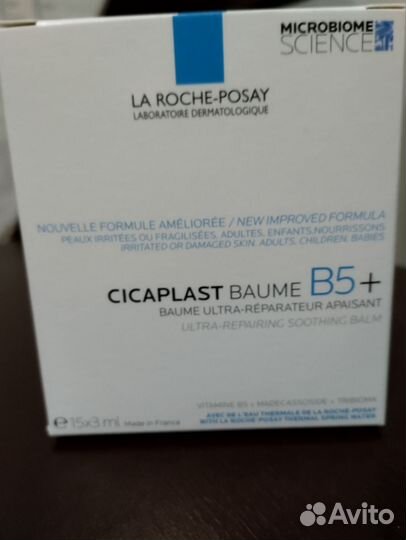 MICROBIOME
SCIENCE
LA ROCHE-POSAY
LABORATOIRE DERMATOLOGIQUE
NOUVELLE FORMULE AMÉLIORÉE / NEW IMPROVED FORMULA
PEAUX IRRITÉES OU FRAGILISÉES, ADULTES, ENFANTS, NOURRISSONS
IRRITATED OR DAMAGED SKIN, ADULTS, CHILDREN, BABIES
CICAPLAST BAUME B5+
BAUME ULTRA-RÉPARATEUR APAISANT
ULTRA-REPAIRING SOOTHING BALM
VITAMINE B5 + MADECASSOSIDE + TRIBIOMA
℮ 15x3 ml Made in France
AVEC DE L'EAU THERMALE DE LA ROCHE-POSAY
WITH LA ROCHE-POSAY THERMAL SPRING WATER
Avito